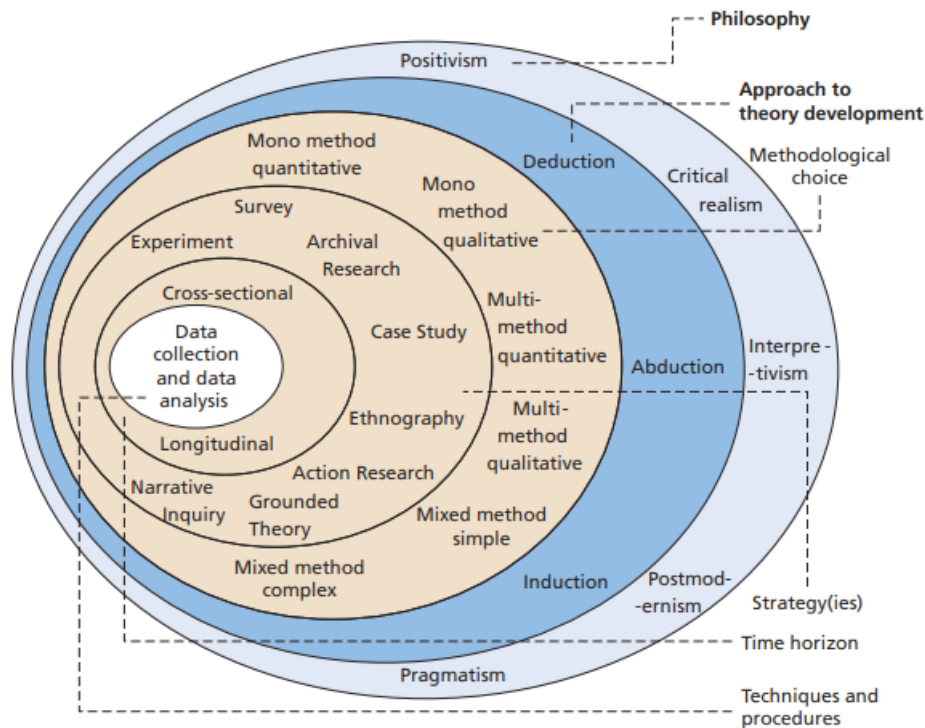 Philosophy
Positivism
Approach to
theory development
Mono method
quantitative
Deduction
Methodological
choice
Critical
realism
Mono
method
qualitative
Survey
Experiment
Archival
Research
Cross-sectional
Multi-
method
quantitative
Data
collection
and data
analysis
Case Study
Abduction
Interpre-
-tivism
Ethnography
Multi-
method
qualitative
Longitudinal
Action Research
Narrative
Inquiry
Grounded
Theory
Mixed method
simple
Mixed method
complex
Induction
Postmod-
-ernism
Strategy(ies)
Time horizon
Pragmatism
Techniques and
procedures